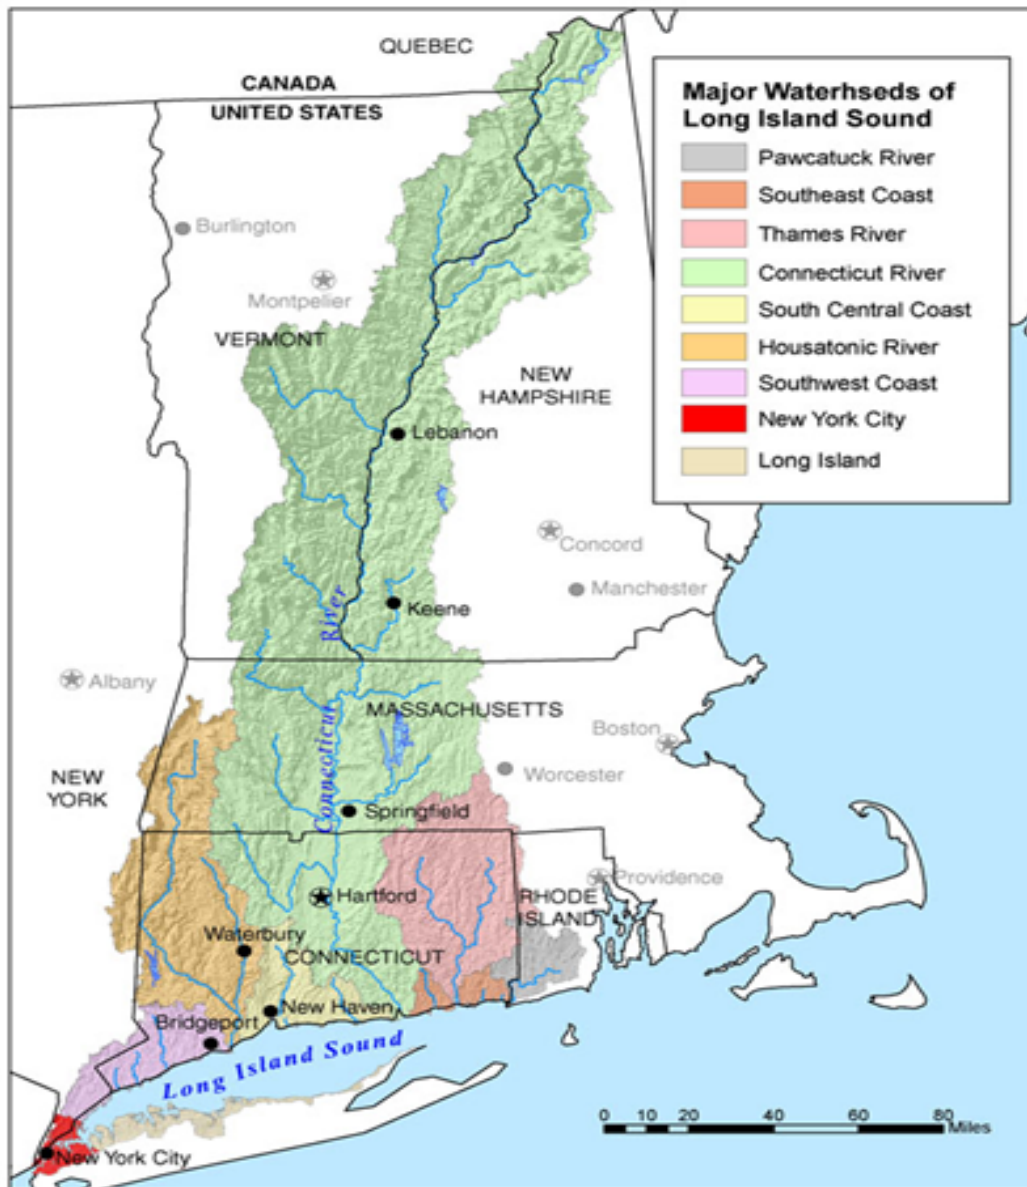 QUEBEC
CANADA
UNITED STATES
Major Waterhseds of
Long Island Sound
Pawcatuck River
Southeast Coast
Thames River
Connecticut River
South Central Coast
Housatonic River
Southwest Coast
New York City
Long Island
Burlington
Montpelier
VERMONT
NEW
HAMPSHIRE
Lebanon
Concord
Manchester
Keene
Connecticut River
Albany
MASSACHUSETTS
Boston
NEW
YORK
Worcester
Springfield
Hartford
Providence
RHODE
ISLAND
Waterbury
CONNECTICUT
New Haven
Bridgeport
Long Island Sound
New York City
0 10 20 40 60 80
Miles